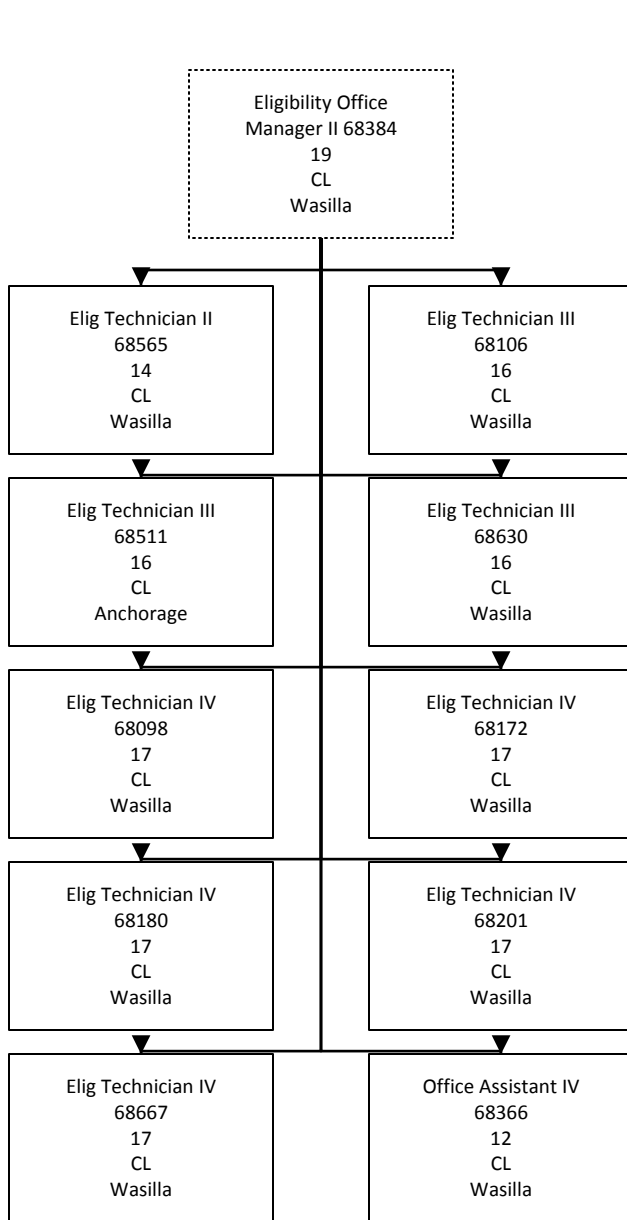 Eligibility Office
Manager II 68384
19
CL
Wasilla
Elig Technician II
68565
14
CL
Wasilla
Elig Technician III
68106
16
CL
Wasilla
Elig Technician III
68511
16
CL
Anchorage
Elig Technician III
68630
16
CL
Wasilla
Elig Technician IV
68098
17
CL
Wasilla
Elig Technician IV
68172
17
CL
Wasilla
Elig Technician IV
68180
17
CL
Wasilla
Elig Technician IV
68201
17
CL
Wasilla
Elig Technician IV
68667
17
CL
Wasilla
Office Assistant IV
68366
12
CL
Wasilla